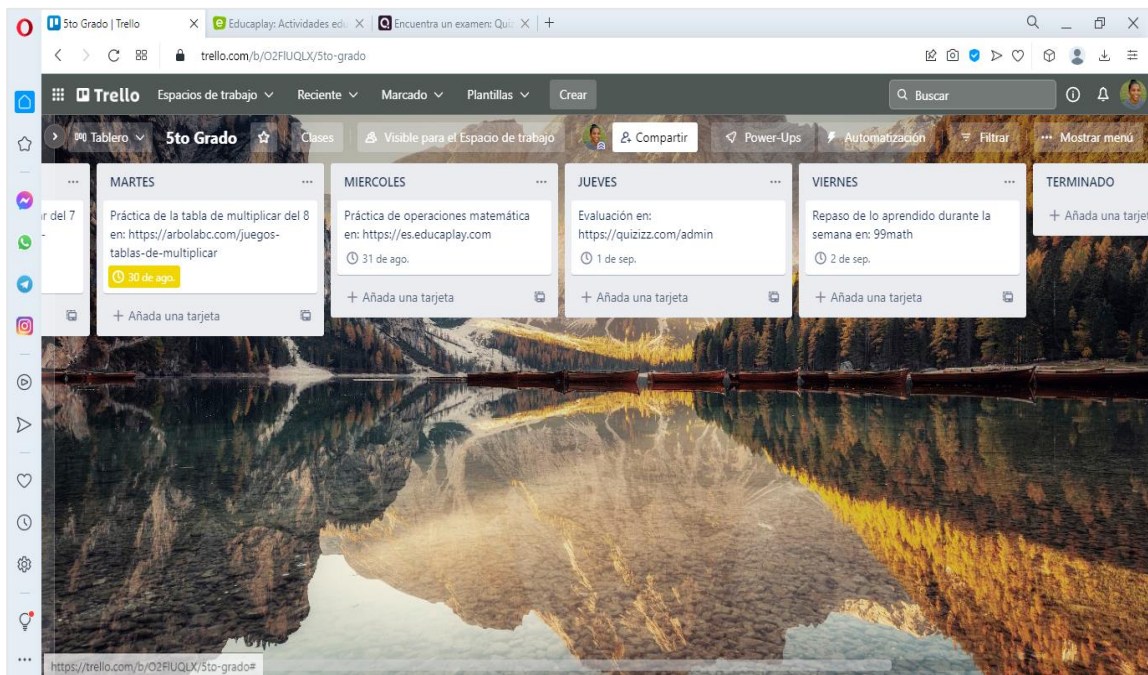 5to Grado | Trello
Educaplay: Actividades edu
Encuentra un examen: Quiz
trello.com/b/O2FlUQLX/5to-grado
Trello
Espacios de trabajo
Reciente
Marcado
Plantillas
Crear
Buscar
Tablero
5to Grado
Clases
Visible para el Espacio de trabajo
Compartir
Power-Ups
Automatización
Filtrar
Mostrar menú
r del 7
MARTES
Práctica de la tabla de multiplicar del 8
en: https://arbolabc.com/juegos-
tablas-de-multiplicar
30 de ago.
+ Añada una tarjeta
MIERCOLES
Práctica de operaciones matemática
en: https://es.educaplay.com
31 de ago.
+ Añada una tarjeta
JUEVES
Evaluación en:
https://quizizz.com/admin
1 de sep.
+ Añada una tarjeta
VIERNES
Repaso de lo aprendido durante la
semana en: 99math
2 de sep.
+ Añada una tarjeta
TERMINADO
+ Añada una tarjet
https://trello.com/b/O2FlUQLX/5to-grado#